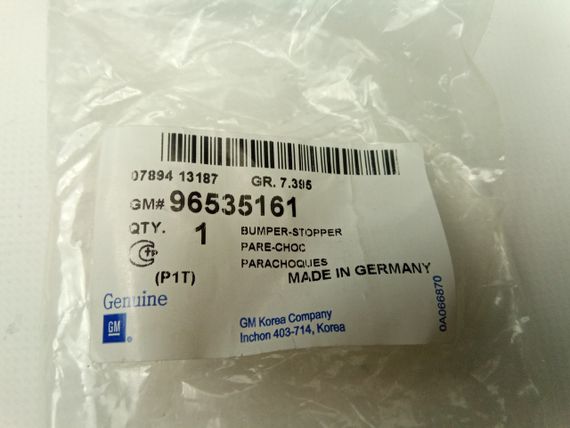 07894 13187 GR. 7.395
GM# 96535161
QTY. 1
BUMPER-STOPPER
PARE-CHOC
PARACHOQUES
MADE IN GERMANY
(P1T)
Genuine
GM
GM Korea Company
Inchon 403-714, Korea
0A066870